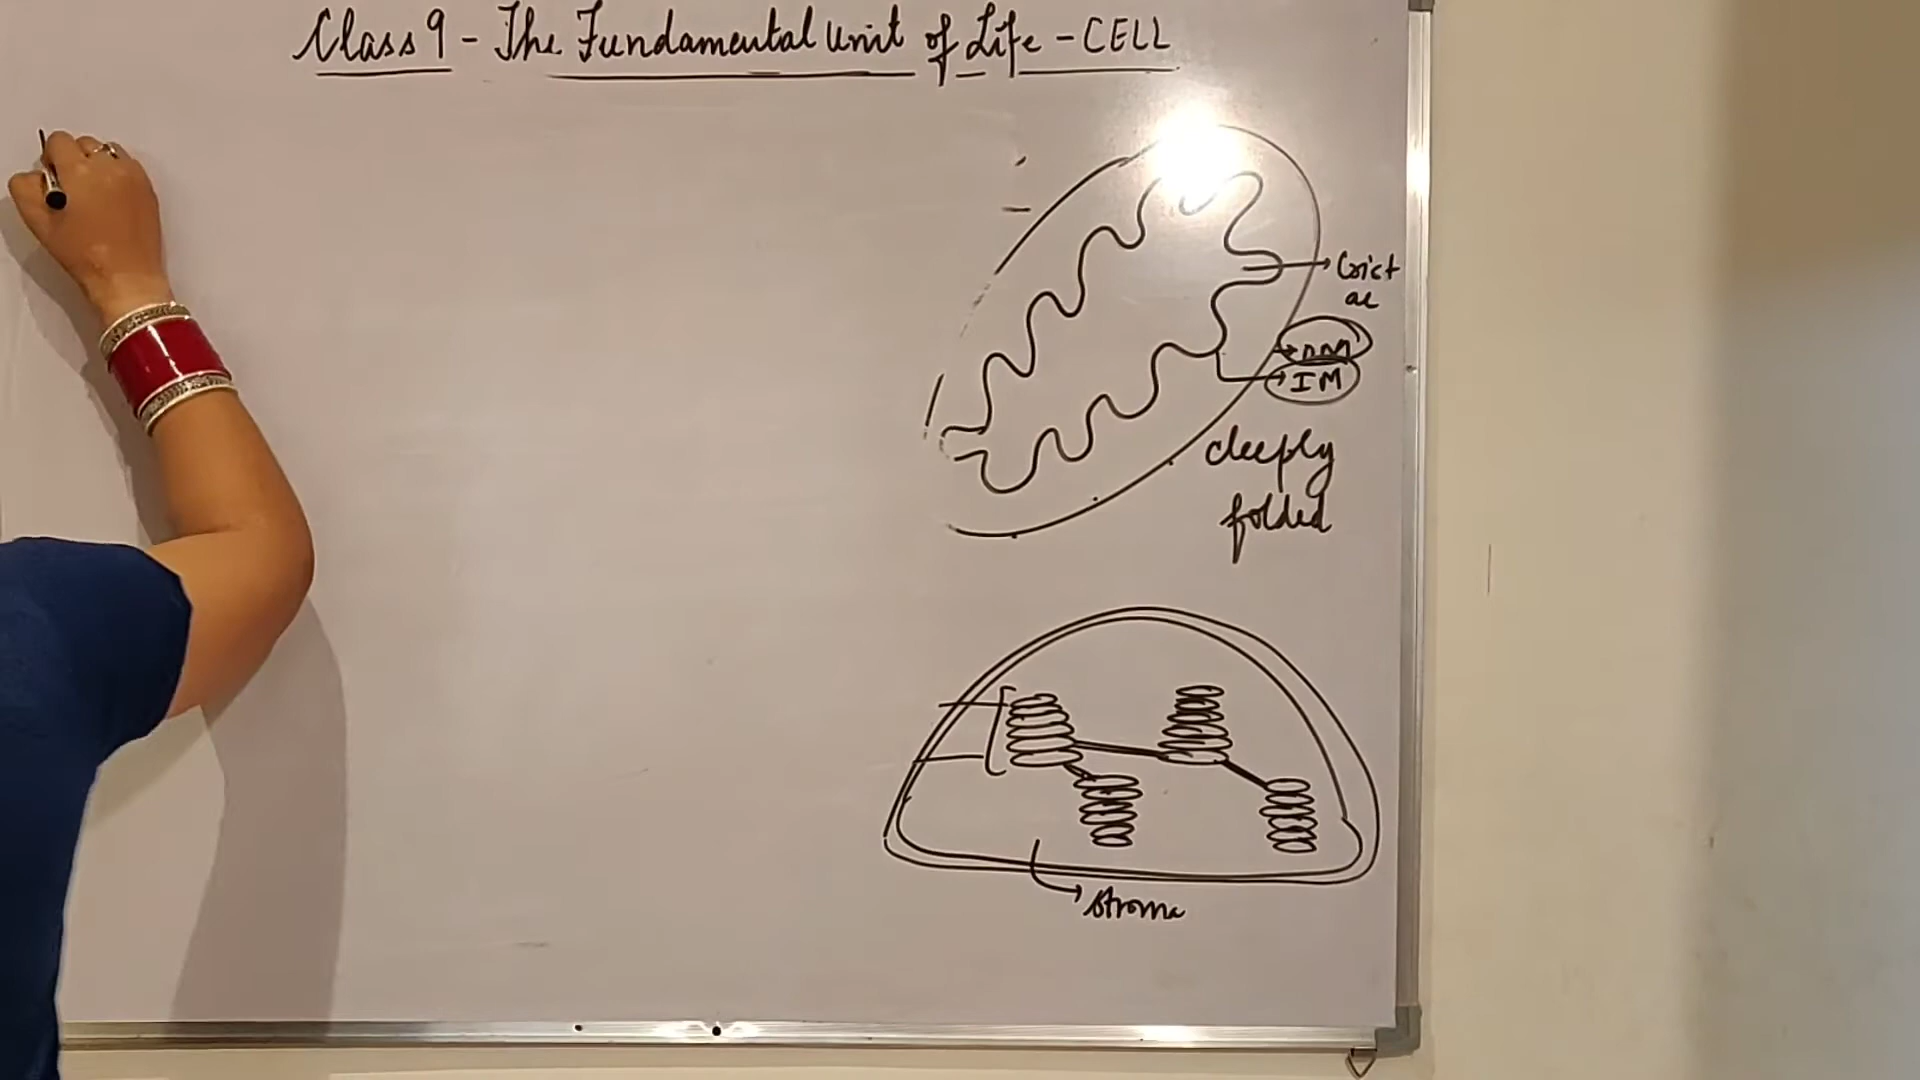 Class 9 - The Fundamental Unit of Life - CELL
Crist
ae
OM
IM
deeply
folded
stroma